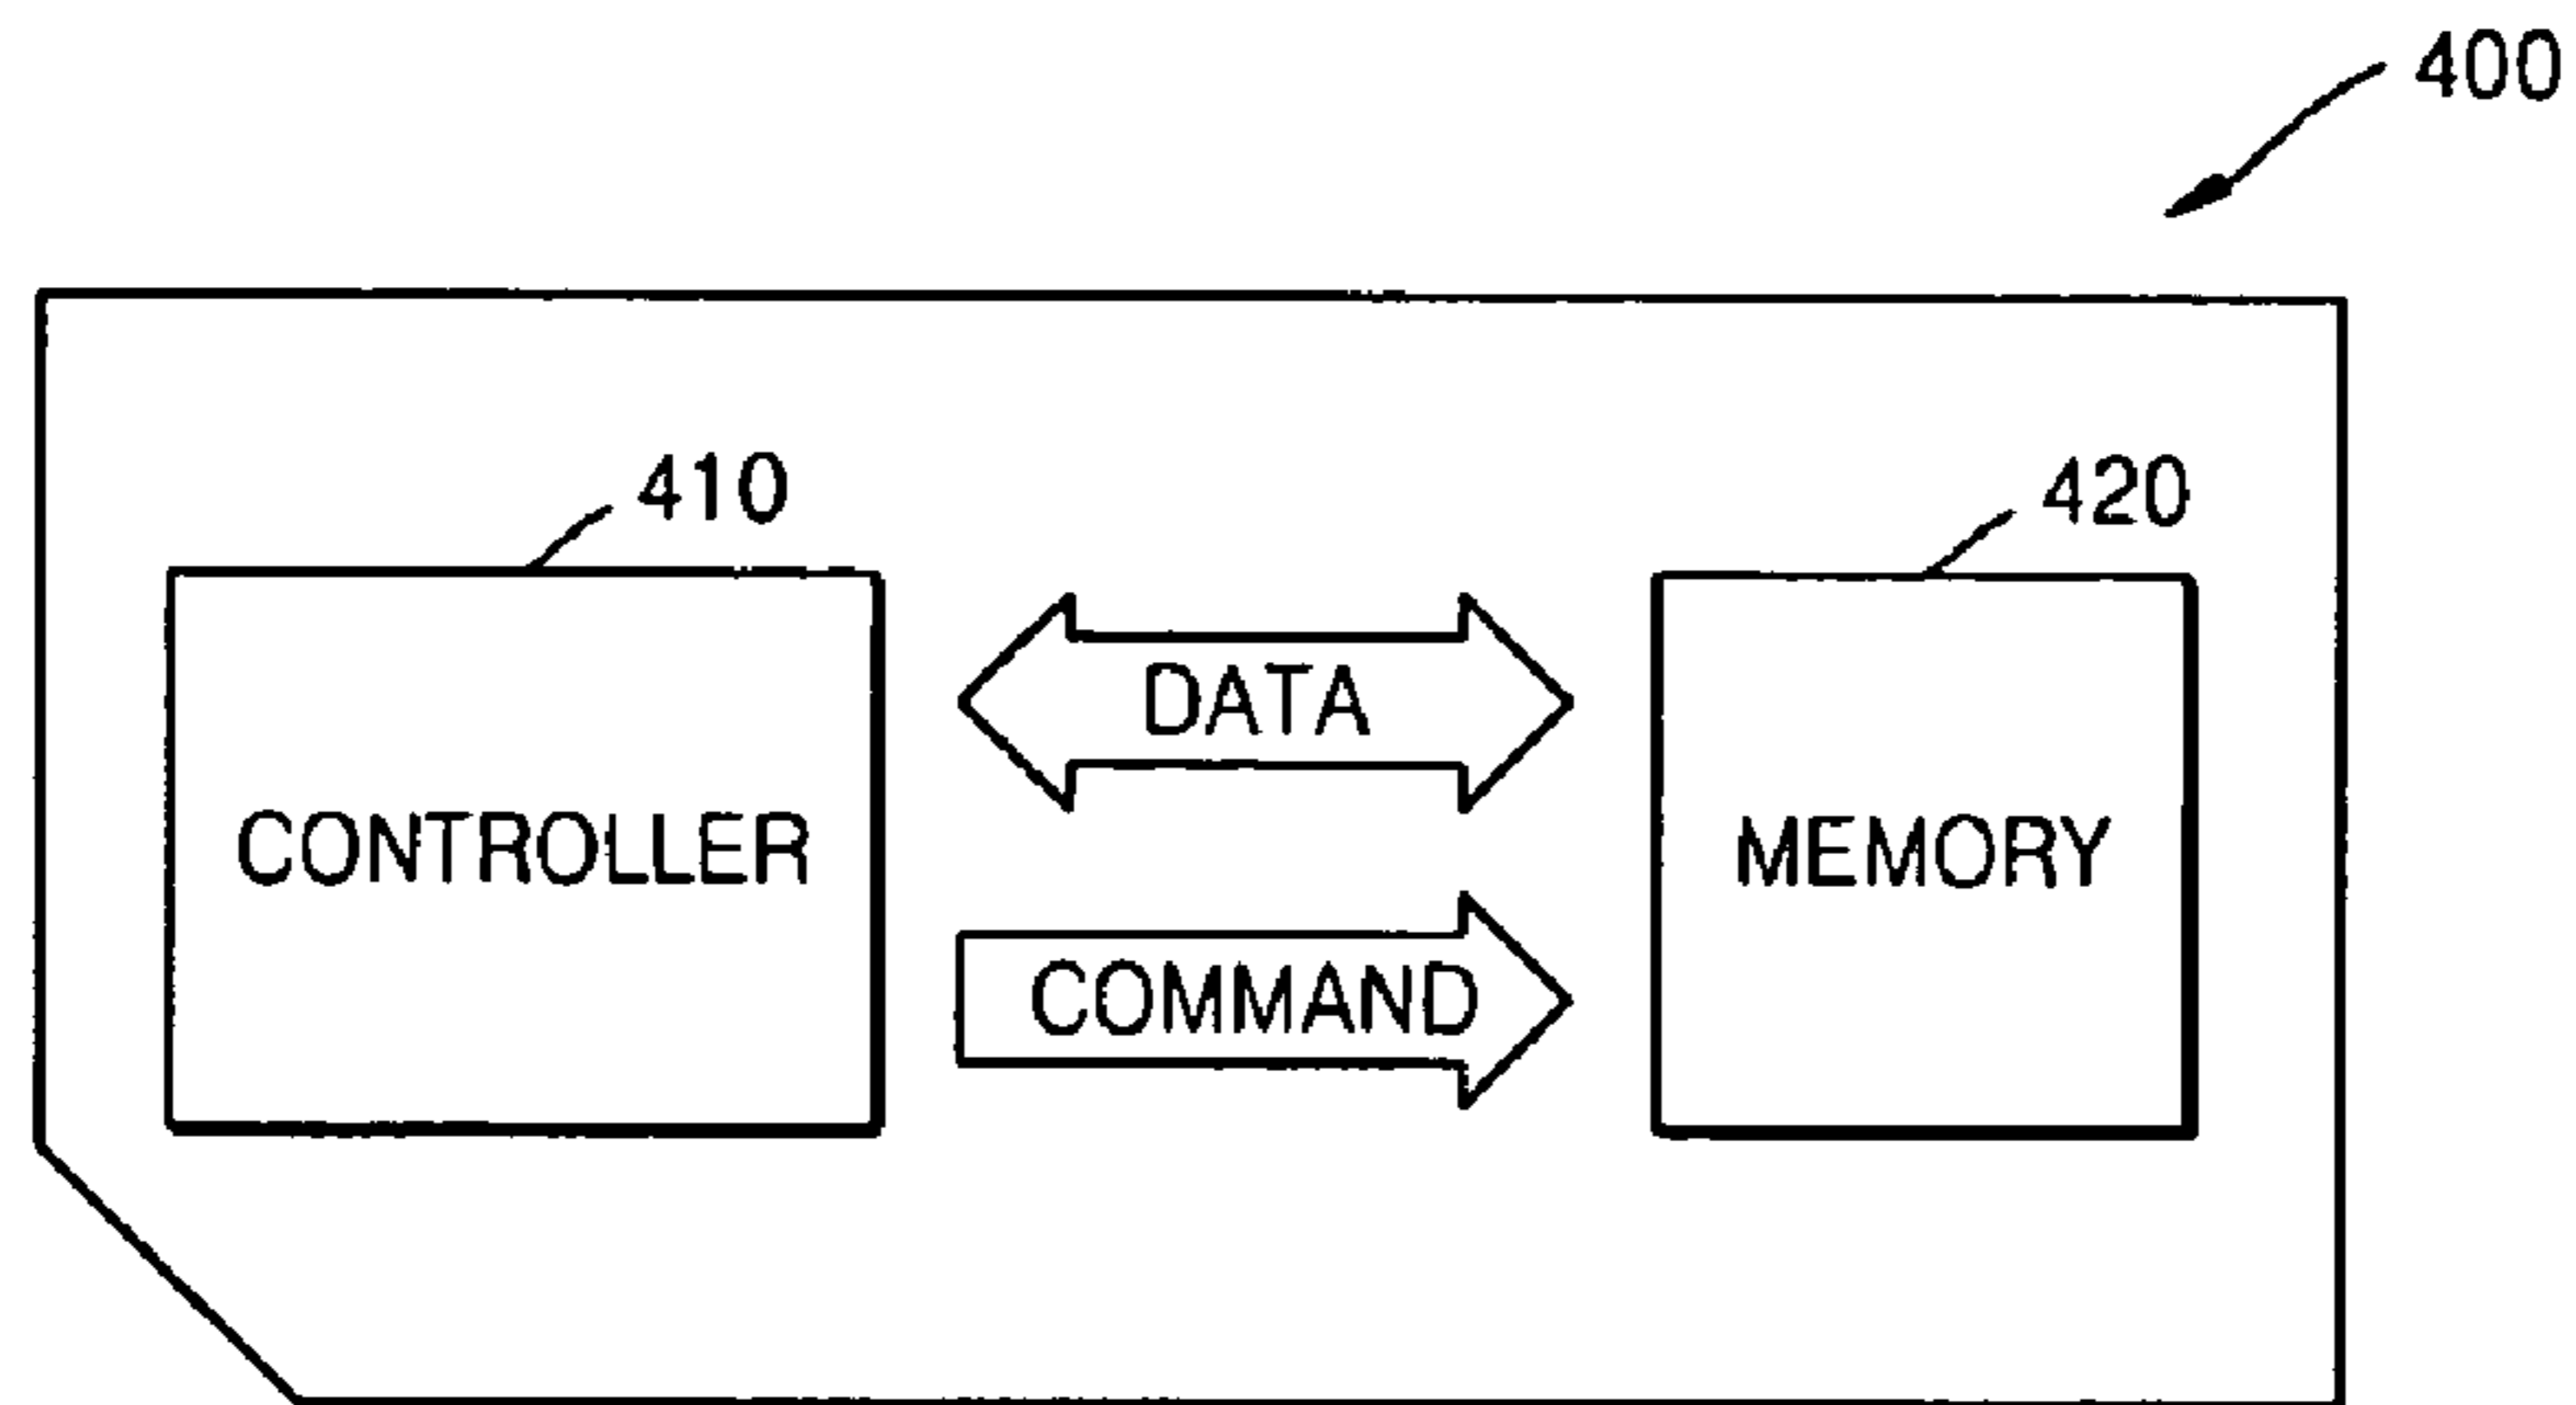 400
410
420
DATA
CONTROLLER
MEMORY
COMMAND